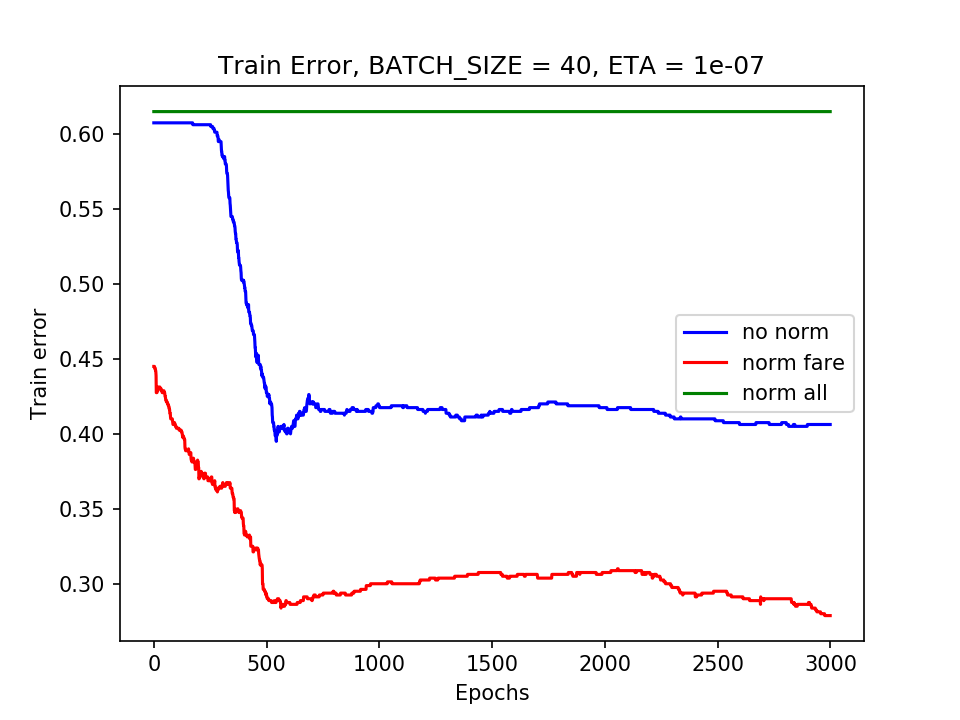 Train Error, BATCH_SIZE = 40, ETA = 1e-07
Train error
0.60
0.55
0.50
0.45
0.40
0.35
0.30
no norm
norm fare
norm all
0 500 1000 1500 2000 2500 3000
Epochs